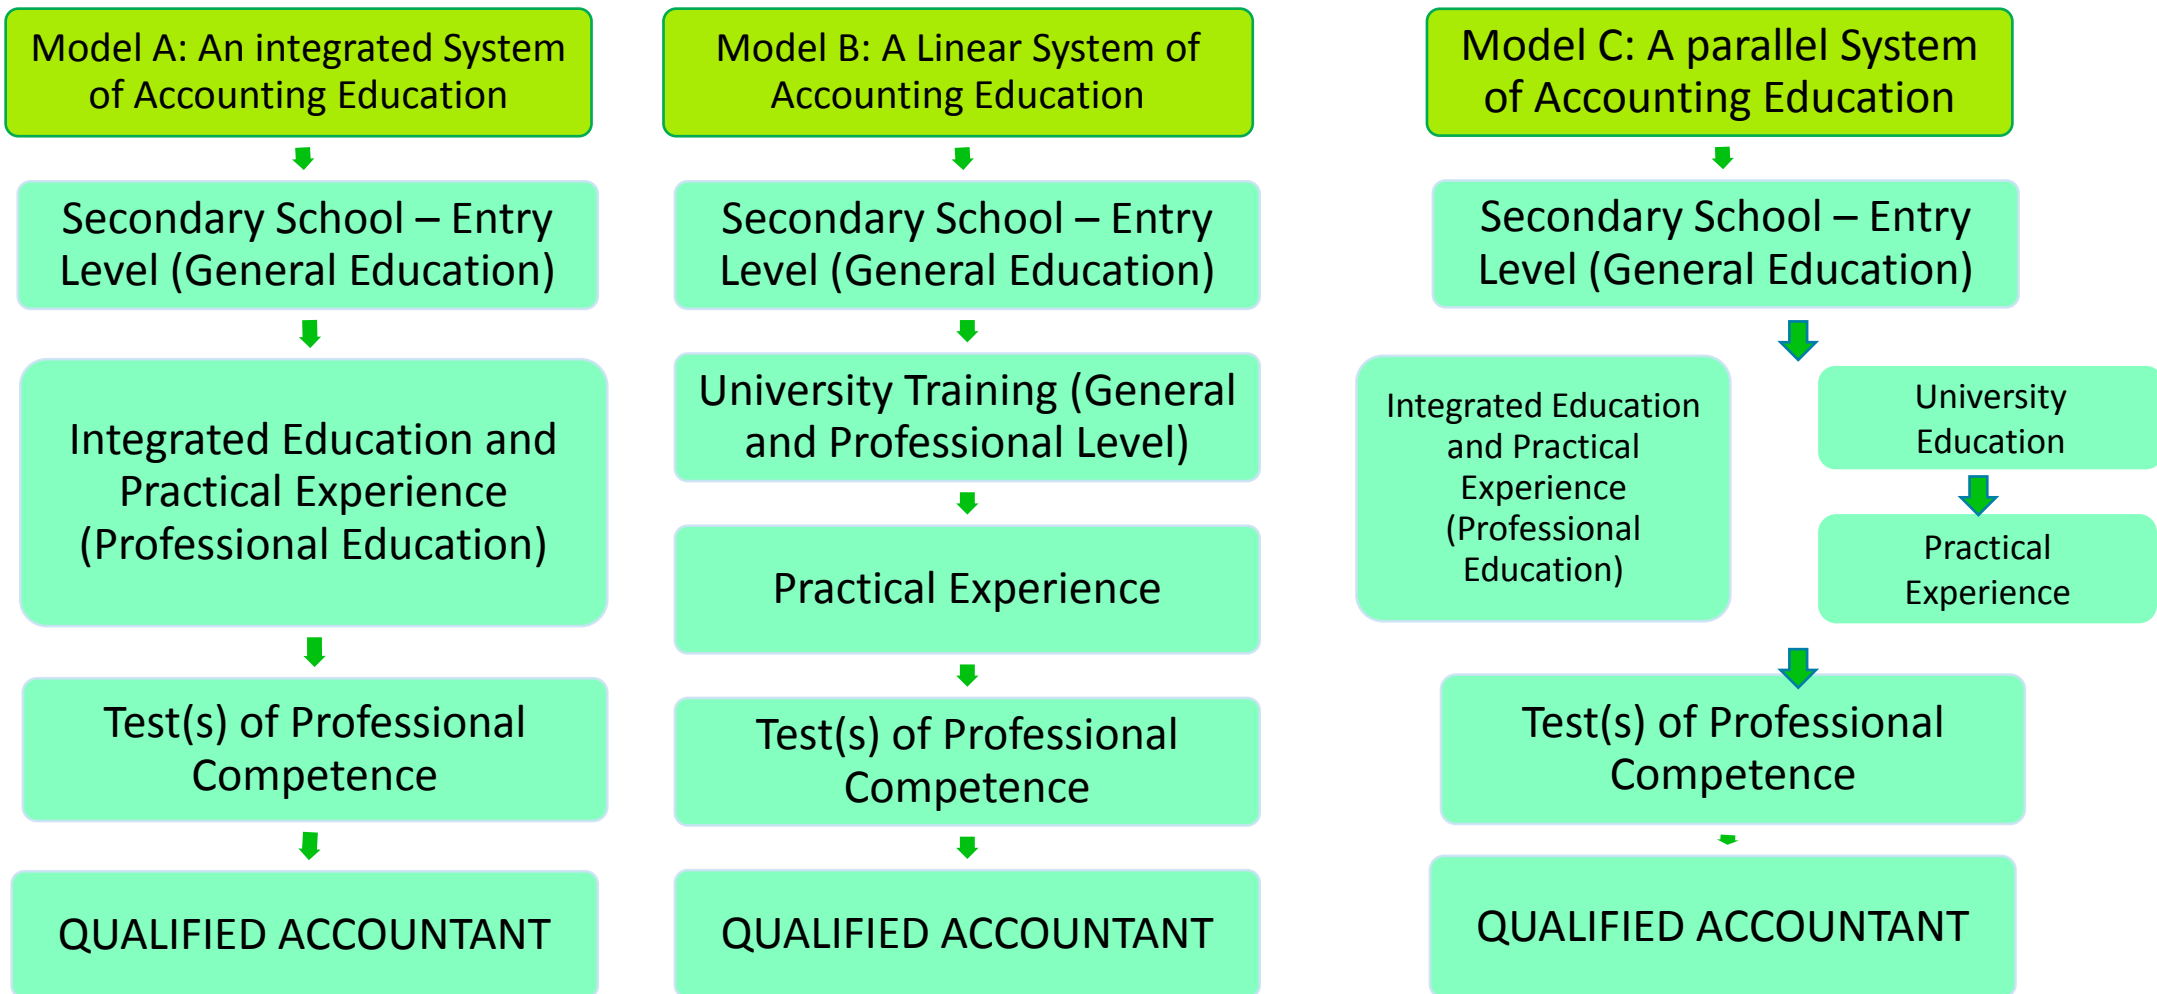 Model A: An integrated System
of Accounting Education
Secondary School – Entry
Level (General Education)
Integrated Education and
Practical Experience
(Professional Education)
Test(s) of Professional
Competence
QUALIFIED ACCOUNTANT
Model B: A Linear System of
Accounting Education
Secondary School – Entry
Level (General Education)
University Training (General
and Professional Level)
Practical Experience
Test(s) of Professional
Competence
QUALIFIED ACCOUNTANT
Model C: A parallel System
of Accounting Education
Secondary School – Entry
Level (General Education)
Integrated Education
and Practical
Experience
(Professional
Education)
University
Education
Practical
Experience
Test(s) of Professional
Competence
QUALIFIED ACCOUNTANT